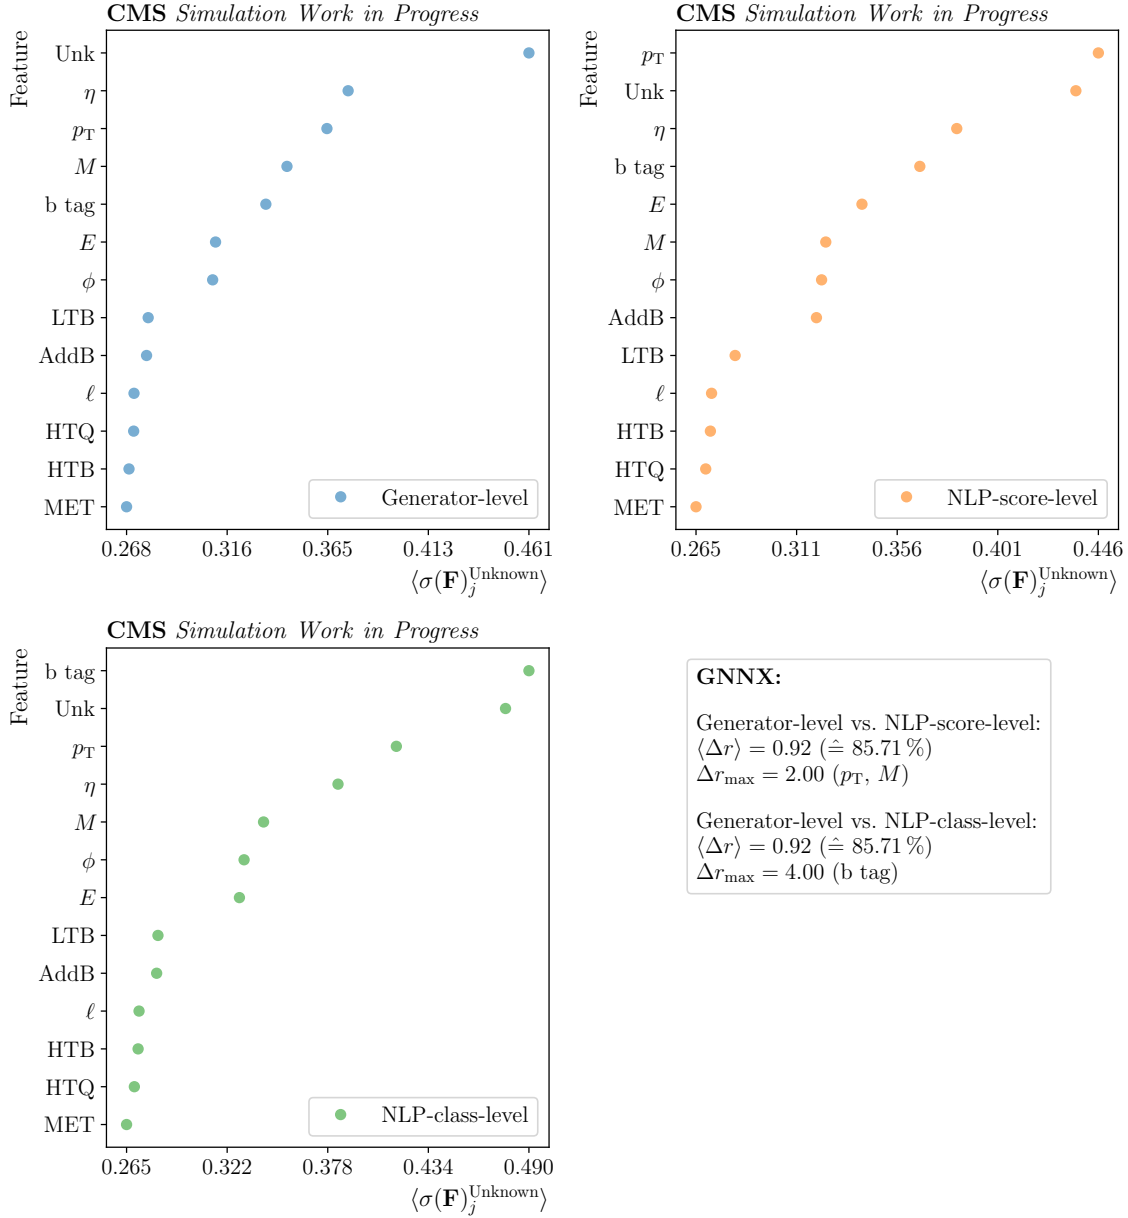 CMS Simulation Work in Progress
Feature
Unk
η
pT
M
b tag
E
ϕ
LTB
AddB
ℓ
HTQ
HTB
MET
Generator-level
0.268 0.316 0.365 0.413 0.461
⟨σ(F)_j^Unknown⟩
CMS Simulation Work in Progress
Feature
pT
Unk
η
b tag
E
M
ϕ
AddB
LTB
ℓ
HTB
HTQ
MET
NLP-score-level
0.265 0.311 0.356 0.401 0.446
⟨σ(F)_j^Unknown⟩
CMS Simulation Work in Progress
Feature
b tag
Unk
pT
η
M
ϕ
E
LTB
AddB
ℓ
HTB
HTQ
MET
NLP-class-level
0.265 0.322 0.378 0.434 0.490
⟨σ(F)_j^Unknown⟩
GNNX:
Generator-level vs. NLP-score-level:
⟨Δr⟩ = 0.92 (≙ 85.71 %)
Δr_max = 2.00 (pT, M)
Generator-level vs. NLP-class-level:
⟨Δr⟩ = 0.92 (≙ 85.71 %)
Δr_max = 4.00 (b tag)